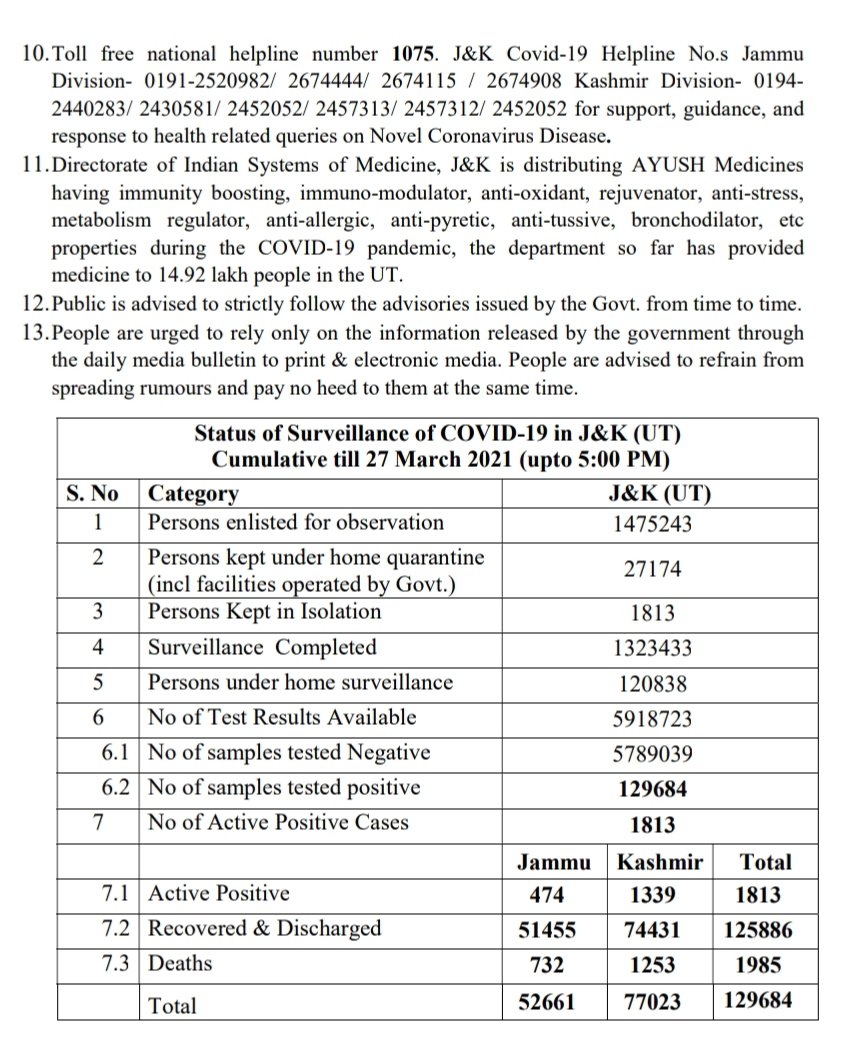 10.Toll free national helpline number 1075. J&K Covid-19 Helpline No.s Jammu
Division- 0191-2520982/ 2674444/ 2674115 / 2674908 Kashmir Division- 0194-
2440283/ 2430581/ 2452052/ 2457313/ 2457312/ 2452052 for support, guidance, and
response to health related queries on Novel Coronavirus Disease.
11.Directorate of Indian Systems of Medicine, J&K is distributing AYUSH Medicines
having immunity boosting, immuno-modulator, anti-oxidant, rejuvenator, anti-stress,
metabolism regulator, anti-allergic, anti-pyretic, anti-tussive, bronchodilator, etc
properties during the COVID-19 pandemic, the department so far has provided
medicine to 14.92 lakh people in the UT.
12.Public is advised to strictly follow the advisories issued by the Govt. from time to time.
13.People are urged to rely only on the information released by the government through
the daily media bulletin to print & electronic media. People are advised to refrain from
spreading rumours and pay no heed to them at the same time.
Status of Surveillance of COVID-19 in J&K (UT)
Cumulative till 27 March 2021 (upto 5:00 PM)
S. No Category J&K (UT)
1 Persons enlisted for observation 1475243
2 Persons kept under home quarantine
(incl facilities operated by Govt.) 27174
3 Persons Kept in Isolation 1813
4 Surveillance Completed 1323433
5 Persons under home surveillance 120838
6 No of Test Results Available 5918723
6.1 No of samples tested Negative 5789039
6.2 No of samples tested positive 129684
7 No of Active Positive Cases 1813
Jammu Kashmir Total
7.1 Active Positive 474 1339 1813
7.2 Recovered & Discharged 51455 74431 125886
7.3 Deaths 732 1253 1985
Total 52661 77023 129684